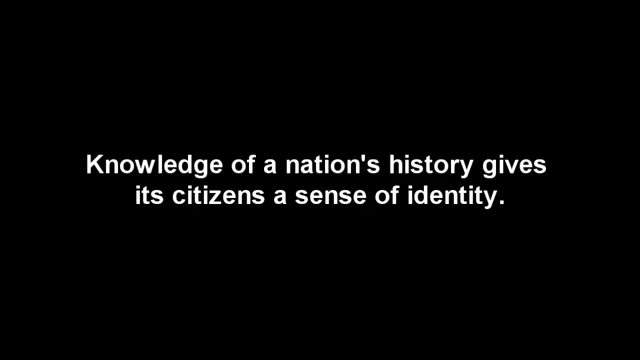 Knowledge of a nation's history gives
its citizens a sense of identity.